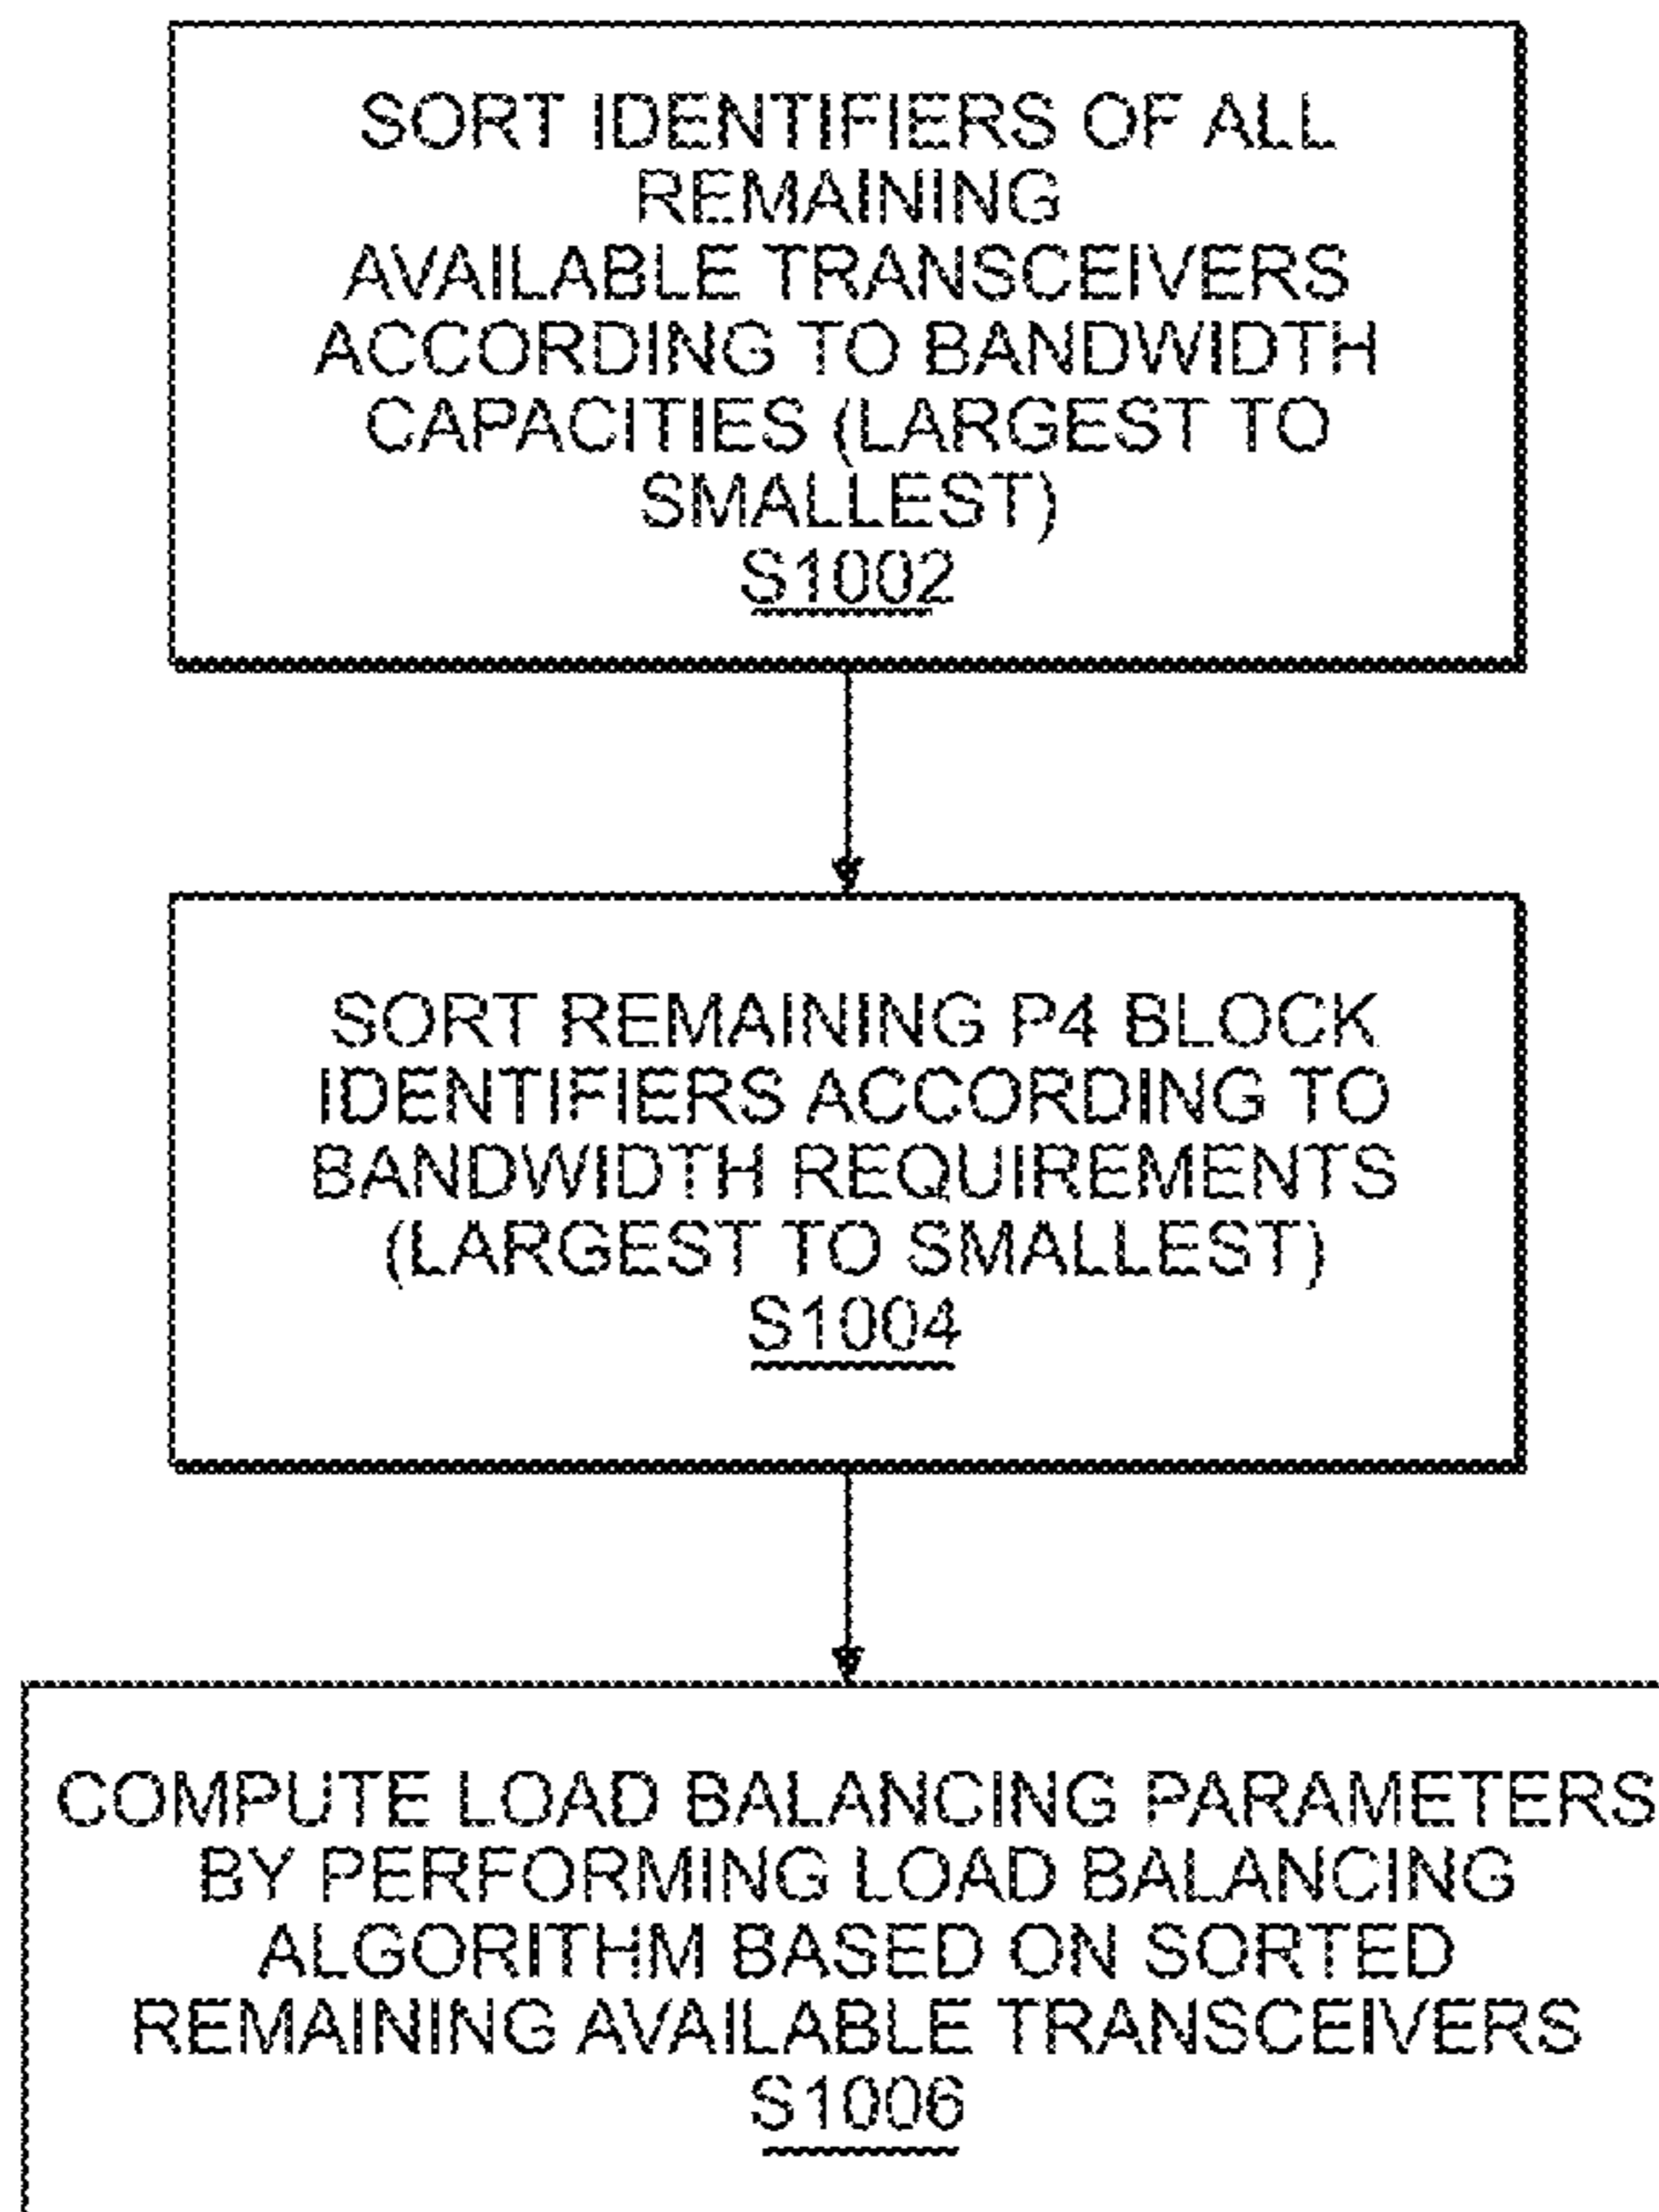 SORT IDENTIFIERS OF ALL
REMAINING
AVAILABLE TRANSCEIVERS
ACCORDING TO BANDWIDTH
CAPACITIES (LARGEST TO
SMALLEST)
S1002
SORT REMAINING P4 BLOCK
IDENTIFIERS ACCORDING TO
BANDWIDTH REQUIREMENTS
(LARGEST TO SMALLEST)
S1004
COMPUTE LOAD BALANCING PARAMETERS
BY PERFORMING LOAD BALANCING
ALGORITHM BASED ON SORTED
REMAINING AVAILABLE TRANSCEIVERS
S1006